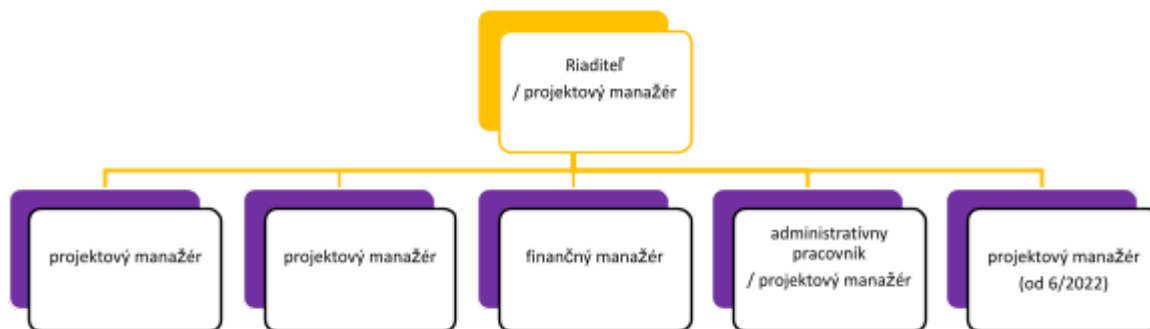 Riaditeľ
/ projektový manažér
projektový manažér
projektový manažér
finančný manažér
administratívny
pracovník
/ projektový manažér
projektový manažér
(od 6/2022)